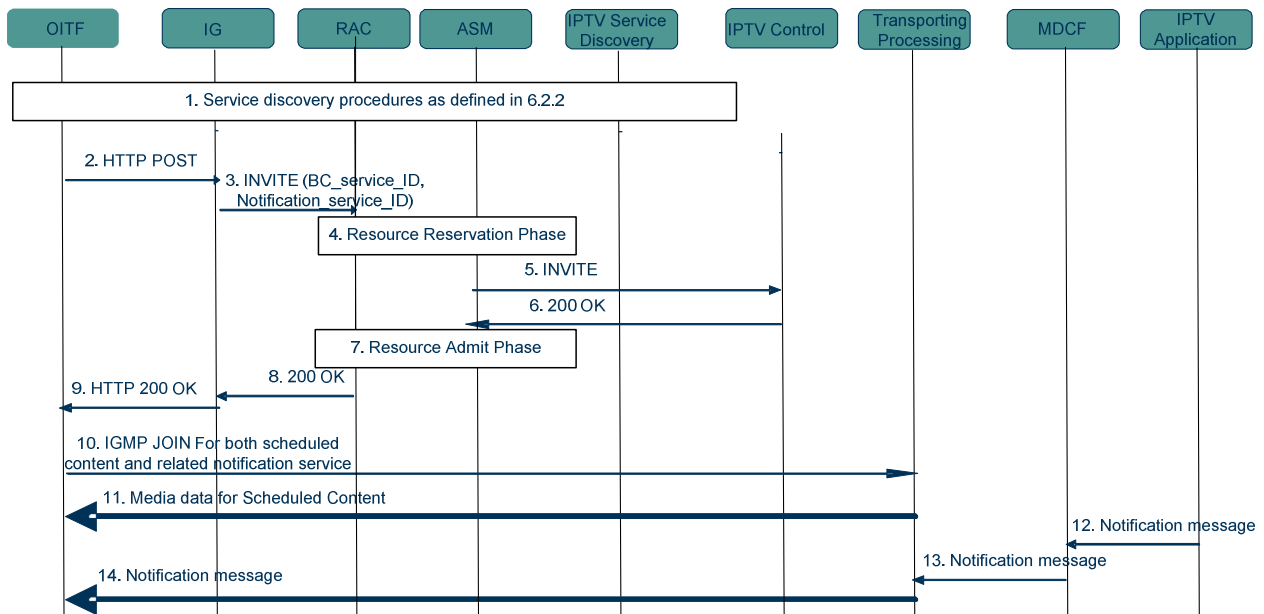 OITF
IG
RAC
ASM
IPTV Service
Discovery
IPTV Control
Transporting
Processing
MDCF
IPTV
Application
1. Service discovery procedures as defined in 6.2.2
2. HTTP POST
3. INVITE (BC_service_ID,
Notification_service_ID)
4. Resource Reservation Phase
5. INVITE
6. 200 OK
7. Resource Admit Phase
8. 200 OK
9. HTTP 200 OK
10. IGMP JOIN For both scheduled
content and related notification service
11. Media data for Scheduled Content
12. Notification message
13. Notification message
14. Notification message